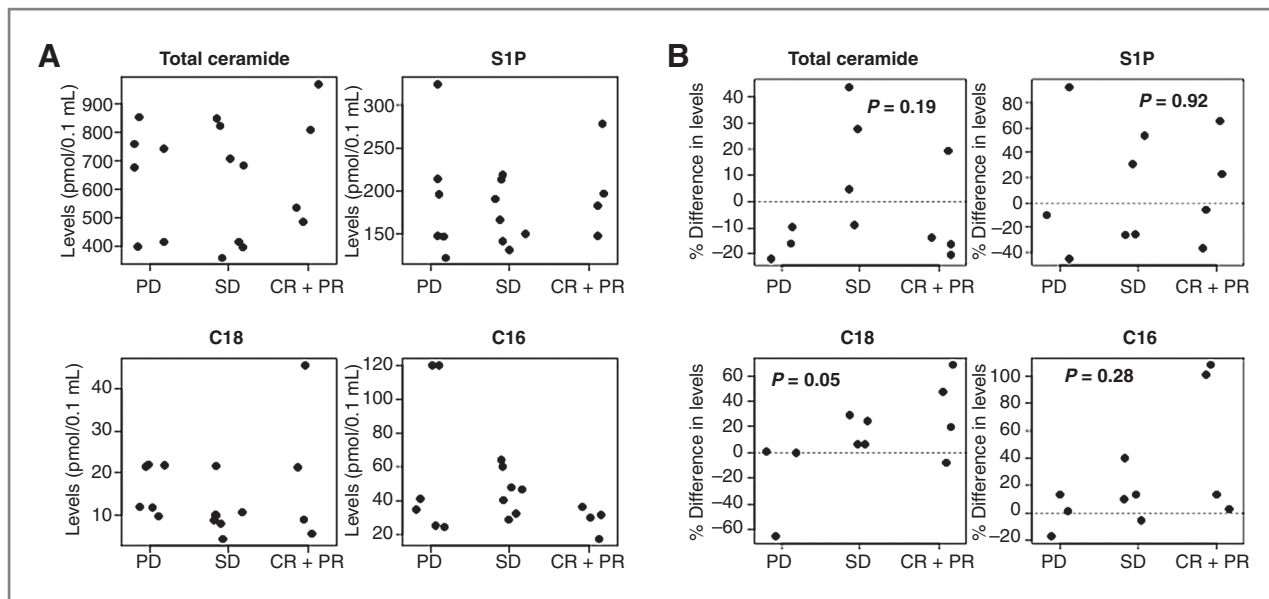 A
Total ceramide
Levels (pmol/0.1 mL)
900
800
700
600
500
400
PD SD CR + PR
S1P
Levels (pmol/0.1 mL)
300
250
200
150
PD SD CR + PR
C18
Levels (pmol/0.1 mL)
40
30
20
10
PD SD CR + PR
C16
Levels (pmol/0.1 mL)
120
100
80
60
40
20
PD SD CR + PR
B
Total ceramide
% Difference in levels
40
30
20
10
0
−10
−20
P = 0.19
PD SD CR + PR
S1P
% Difference in levels
80
60
40
20
0
−20
−40
P = 0.92
PD SD CR + PR
C18
% Difference in levels
60
40
20
0
−20
−40
−60
P = 0.05
PD SD CR + PR
C16
% Difference in levels
100
80
60
40
20
0
−20
P = 0.28
PD SD CR + PR